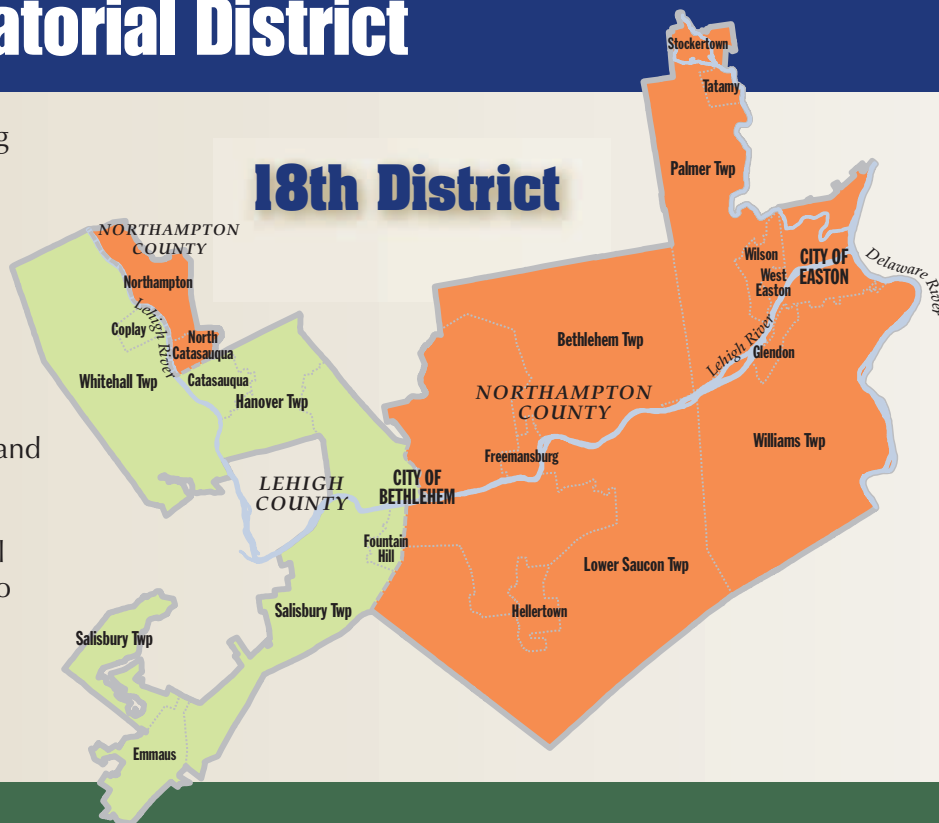 atorial District
g
and
l
o
18th District
Stockertown
Tatamy
Palmer Twp
NORTHAMPTON
COUNTY
Northampton
Coplay
Lehigh River
North
Catasauqua
Whitehall Twp
Catasauqua
Hanover Twp
Wilson
West
Easton
CITY OF
EASTON
Delaware River
Bethlehem Twp
Lehigh River
Glendon
NORTHAMPTON
COUNTY
Williams Twp
Freemansburg
LEHIGH
COUNTY
CITY OF
BETHLEHEM
Fountain
Hill
Lower Saucon Twp
Hellertown
Salisbury Twp
Salisbury Twp
Emmaus